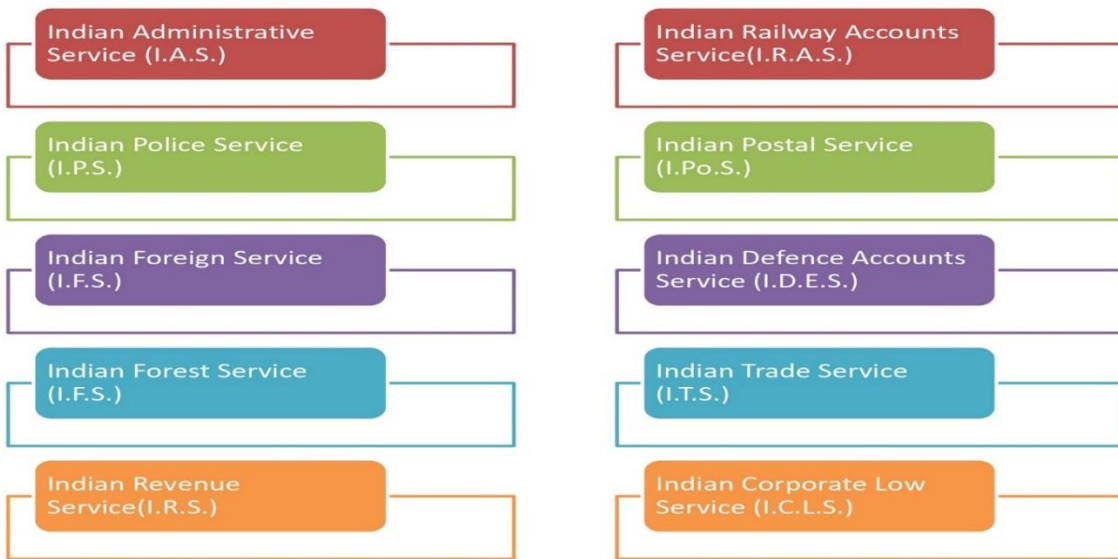 Indian Administrative
Service (I.A.S.)
Indian Police Service
(I.P.S.)
Indian Foreign Service
(I.F.S.)
Indian Forest Service
(I.F.S.)
Indian Revenue
Service(I.R.S.)
Indian Railway Accounts
Service(I.R.A.S.)
Indian Postal Service
(I.Po.S.)
Indian Defence Accounts
Service (I.D.E.S.)
Indian Trade Service
(I.T.S.)
Indian Corporate Low
Service (I.C.L.S.)